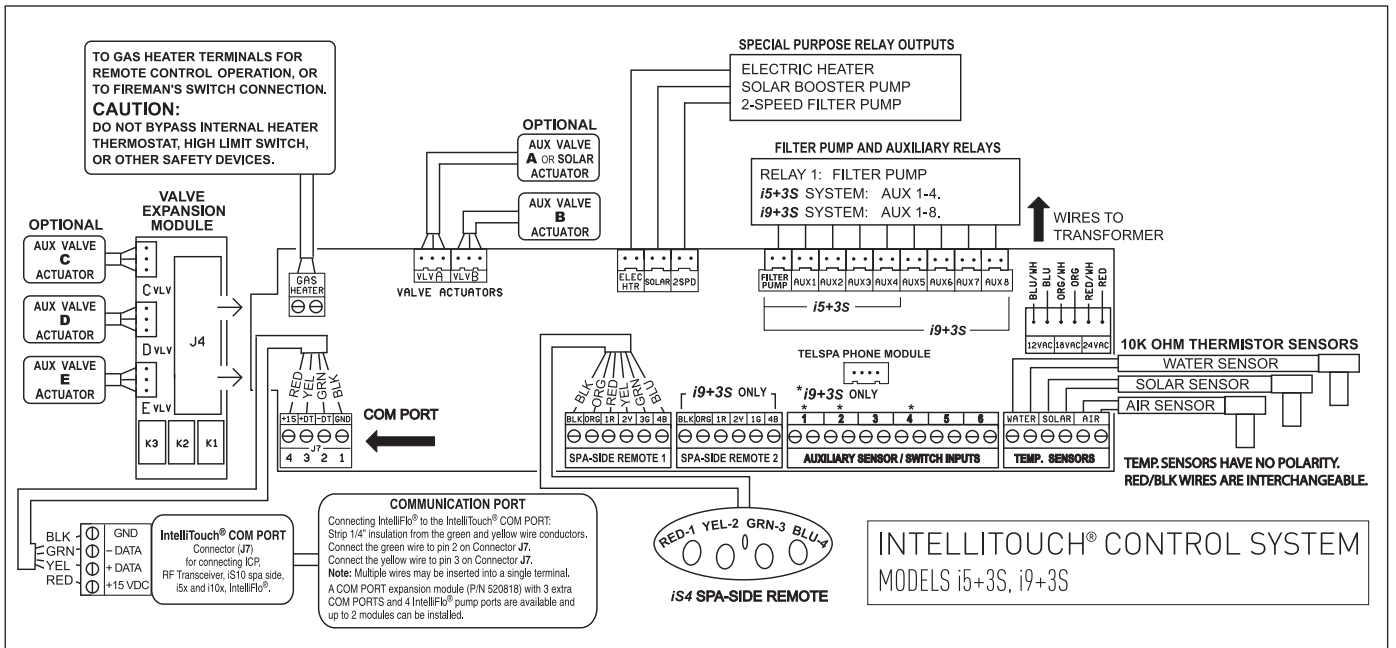 TO GAS HEATER TERMINALS FOR
REMOTE CONTROL OPERATION, OR
TO FIREMAN'S SWITCH CONNECTION.
CAUTION:
DO NOT BYPASS INTERNAL HEATER
THERMOSTAT, HIGH LIMIT SWITCH,
OR OTHER SAFETY DEVICES.
SPECIAL PURPOSE RELAY OUTPUTS
ELECTRIC HEATER
SOLAR BOOSTER PUMP
2-SPEED FILTER PUMP
OPTIONAL
AUX VALVE
A OR SOLAR
ACTUATOR
AUX VALVE
B
ACTUATOR
FILTER PUMP AND AUXILIARY RELAYS
RELAY 1: FILTER PUMP
i5+3S SYSTEM: AUX 1-4.
i9+3S SYSTEM: AUX 1-8.
WIRES TO
TRANSFORMER
VALVE
EXPANSION
MODULE
OPTIONAL
AUX VALVE
C
ACTUATOR
AUX VALVE
D
ACTUATOR
AUX VALVE
E
ACTUATOR
C VLV
D VLV
E VLV
J4
K3 K2 K1
GAS
HEATER
VLVA VLVB
VALVE ACTUATORS
ELEC
HTR
SOLAR
2SPD
FILTER
PUMP
AUX1 AUX2 AUX3 AUX4 AUX5 AUX6 AUX7 AUX8
i5+3S
i9+3S
BLU/WH
BLU
ORG/WH
ORG
RED/WH
RED
12VAC 18VAC 24VAC
10K OHM THERMISTOR SENSORS
WATER SENSOR
SOLAR SENSOR
AIR SENSOR
TELSPA PHONE MODULE
RED
YEL
GRN
BLK
+15 +DT -DT GND
J7
4 3 2 1
COM PORT
BLK
ORG
RED
YEL
GRN
BLU
BLK ORG 1R 2Y 3G 4B
SPA-SIDE REMOTE 1
i9+3S ONLY
BLK ORG 1R 2Y 1G 4B
SPA-SIDE REMOTE 2
*i9+3S ONLY
* * *
1 2 3 4 5 6
AUXILIARY SENSOR / SWITCH INPUTS
WATER SOLAR AIR
TEMP. SENSORS
TEMP. SENSORS HAVE NO POLARITY.
RED/BLK WIRES ARE INTERCHANGEABLE.
BLK
GRN
YEL
RED
GND
– DATA
+ DATA
+15 VDC
IntelliTouch® COM PORT
Connector (J7)
for connecting ICP,
RF Transceiver, iS10 spa side,
i5x and i10x, IntelliFlo®.
COMMUNICATION PORT
Connecting IntelliFlo® to the IntelliTouch® COM PORT:
Strip 1/4" insulation from the green and yellow wire conductors.
Connect the green wire to pin 2 on Connector J7.
Connect the yellow wire to pin 3 on Connector J7.
Note: Multiple wires may be inserted into a single terminal.
A COM PORT expansion module (P/N 520818) with 3 extra
COM PORTS and 4 IntelliFlo® pump ports are available and
up to 2 modules can be installed.
RED-1 YEL-2 GRN-3 BLU-4
iS4 SPA-SIDE REMOTE
INTELLITOUCH® CONTROL SYSTEM
MODELS i5+3S, i9+3S